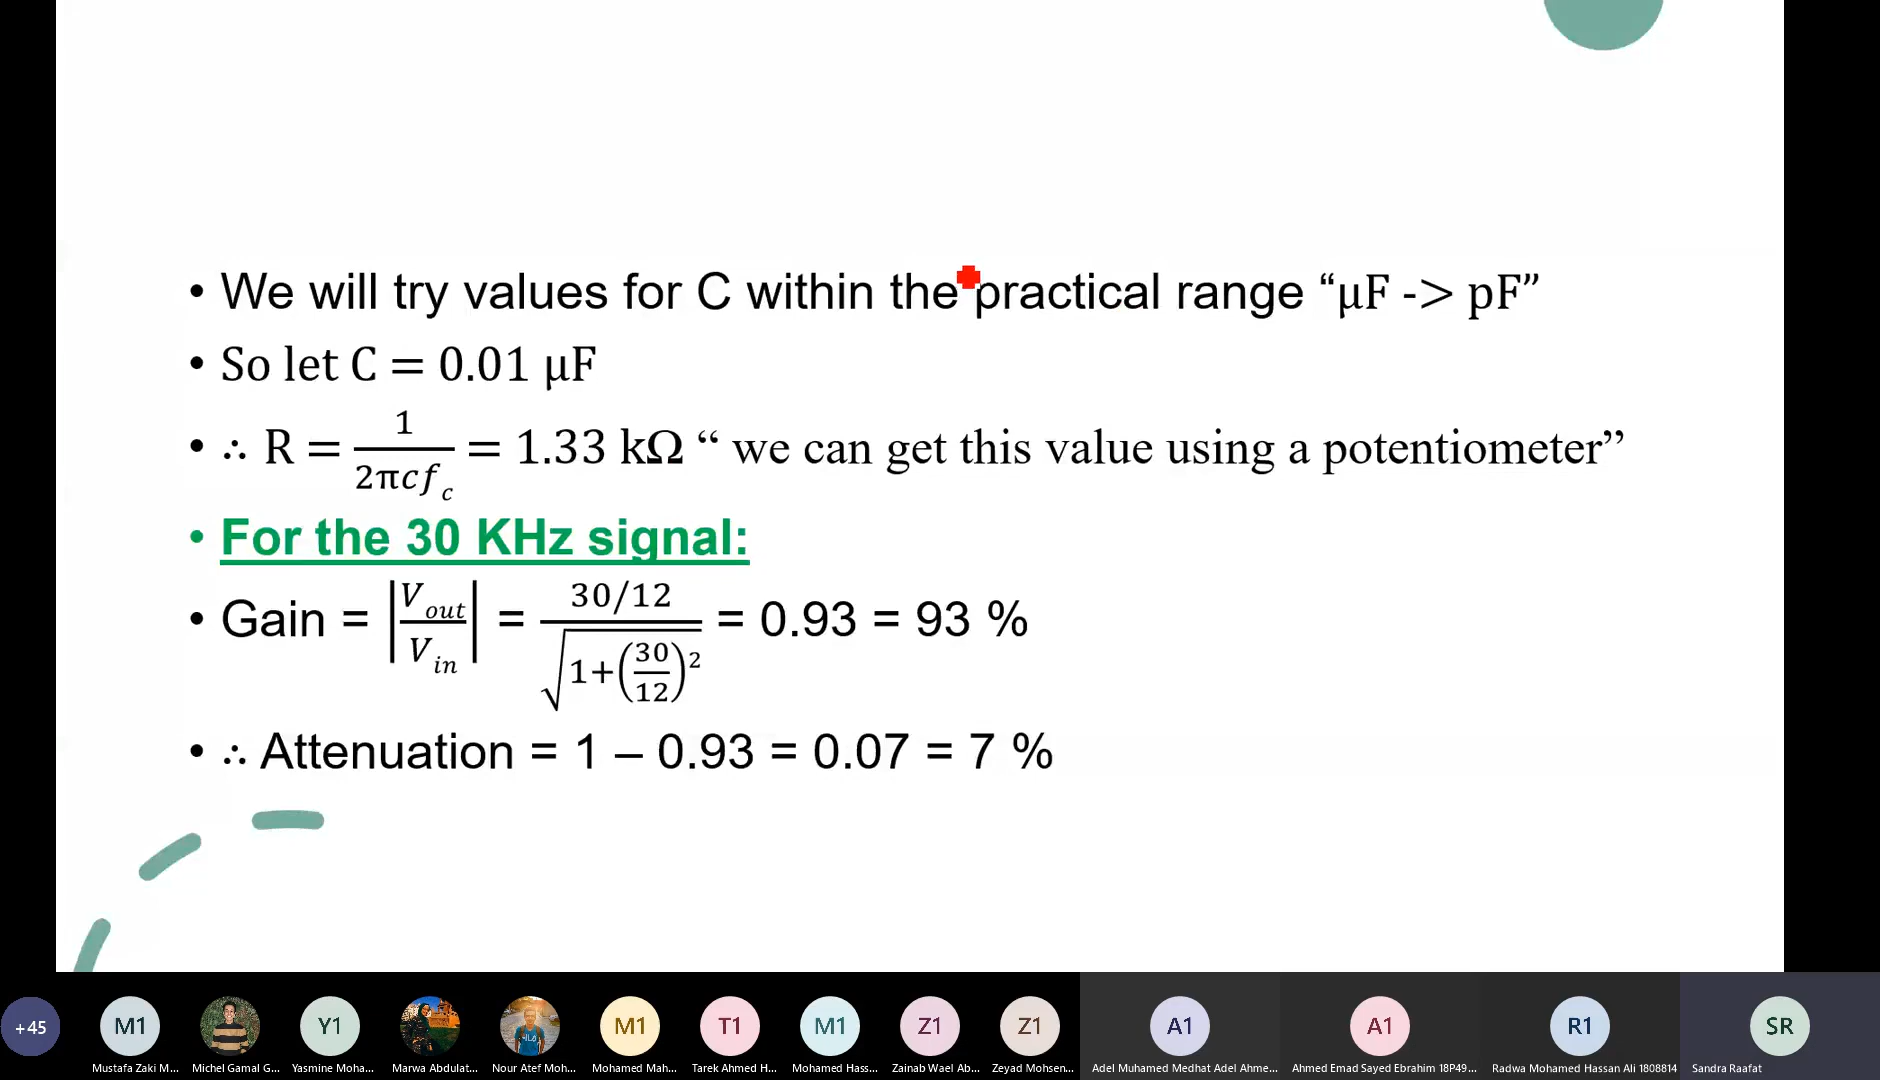 • We will try values for C within the practical range “μF -> pF”
• So let C = 0.01 μF
• ∴ R = 1/(2πcf_c) = 1.33 kΩ “ we can get this value using a potentiometer”
• For the 30 KHz signal:
• Gain = |V_out/V_in| = (30/12)/√(1+(30/12)²) = 0.93 = 93 %
• ∴ Attenuation = 1 – 0.93 = 0.07 = 7 %
+45 M1 Y1 M1 T1 M1 Z1 Z1 A1 A1 R1 SR
Mustafa Zaki M... Michel Gamal G... Yasmine Moha... Marwa Abdulat... Nour Atef Moh... Mohamed Mah... Tarek Ahmed H... Mohamed Hass... Zainab Wael Ab... Zeyad Mohsen... Adel Muhamed Medhat Adel Ahme... Ahmed Emad Sayed Ebrahim 18P49... Radwa Mohamed Hassan Ali 1808814 Sandra Raafat